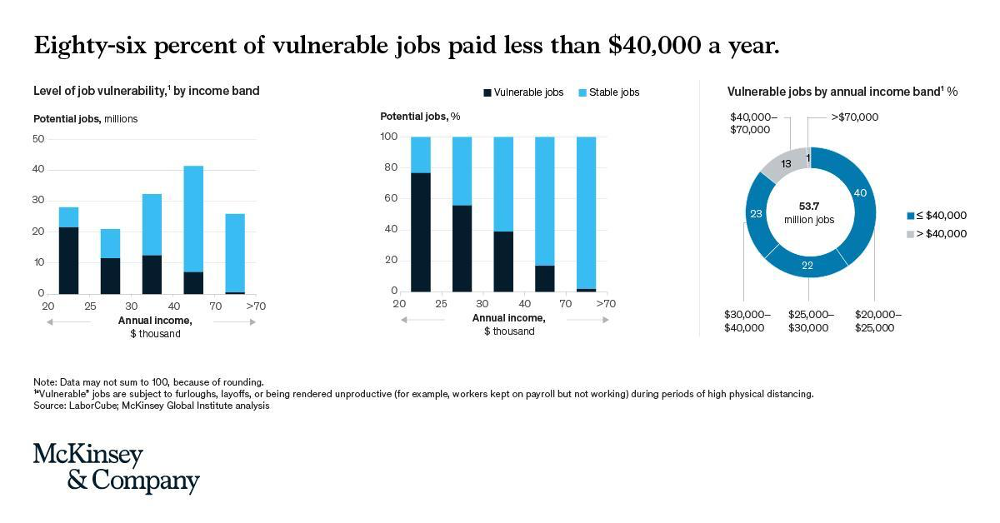 Eighty-six percent of vulnerable jobs paid less than $40,000 a year.
Level of job vulnerability,¹ by income band
Potential jobs, millions
50
40
30
20
10
0
20 25 30 40 70 >70
Annual income,
$ thousand
Vulnerable jobs Stable jobs
Potential jobs, %
100
80
60
40
20
0
20 25 30 40 70 >70
Annual income,
$ thousand
Vulnerable jobs by annual income band¹ %
$40,000–
$70,000
>$70,000
13
1
40
23
22
53.7
million jobs
≤ $40,000
> $40,000
$30,000–
$40,000
$25,000–
$30,000
$20,000–
$25,000
Note: Data may not sum to 100, because of rounding.
¹“Vulnerable” jobs are subject to furloughs, layoffs, or being rendered unproductive (for example, workers kept on payroll but not working) during periods of high physical distancing.
Source: LaborCube; McKinsey Global Institute analysis
McKinsey
& Company